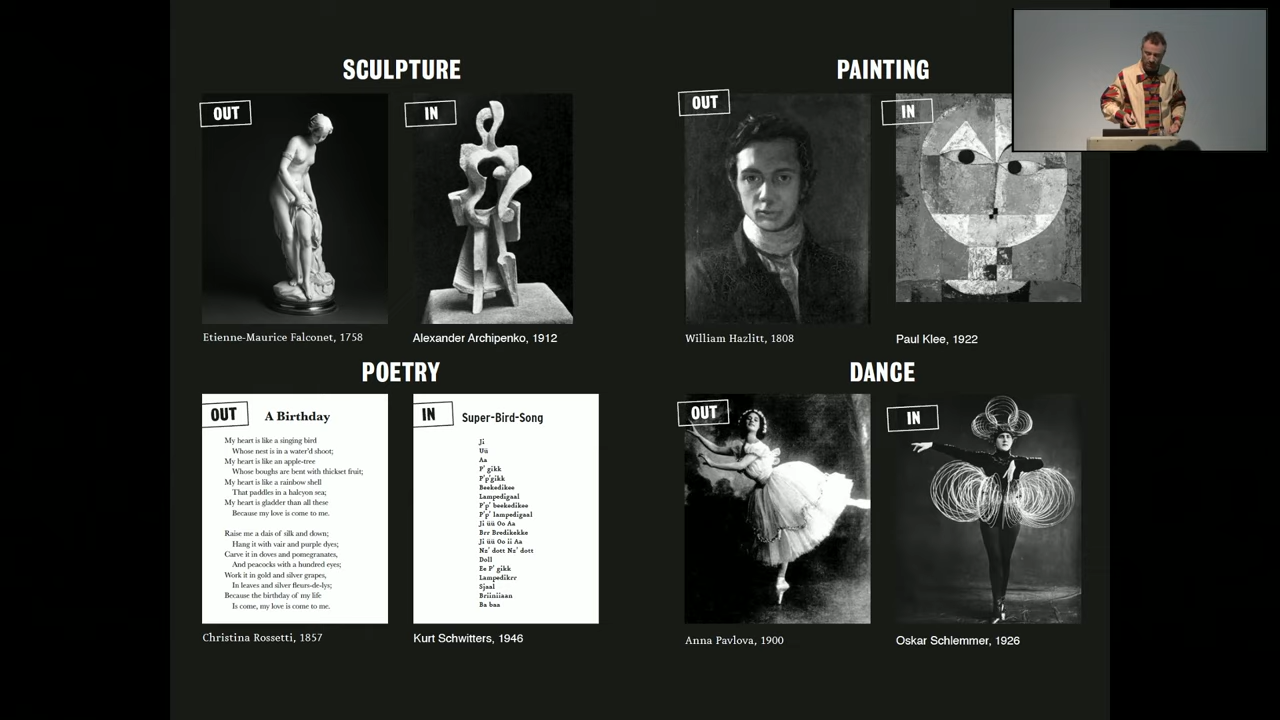 SCULPTURE
OUT
IN
Etienne-Maurice Falconet, 1758
Alexander Archipenko, 1912
PAINTING
OUT
IN
William Hazlitt, 1808
Paul Klee, 1922
POETRY
OUT
A Birthday
My heart is like a singing bird
Whose nest is in a water'd shoot;
My heart is like an apple-tree
Whose boughs are bent with thickset fruit;
My heart is like a rainbow shell
That paddles in a halcyon sea;
My heart is gladder than all these
Because my love is come to me.
Raise me a dais of silk and down;
Hang it with vair and purple dyes;
Carve it in doves and pomegranates,
And peacocks with a hundred eyes;
Work it in gold and silver grapes,
In leaves and silver fleurs-de-lys;
Because the birthday of my life
Is come, my love is come to me.
Christina Rossetti, 1857
IN
Super-Bird-Song
Ji
Uü
Aa
P' gikk
P'p'gikk
Beekedikee
Lampedigaal
P'p' beekedikee
P'p' lampedigaal
Ji üü Oo Aa
Brr Bredikekke
Ji üü Oo ii Aa
Nz' dott Nz' dott
Doll
Ee P' gikk
Lampedikrr
Sjaal
Briiniiaan
Ba baa
Kurt Schwitters, 1946
DANCE
OUT
IN
Anna Pavlova, 1900
Oskar Schlemmer, 1926